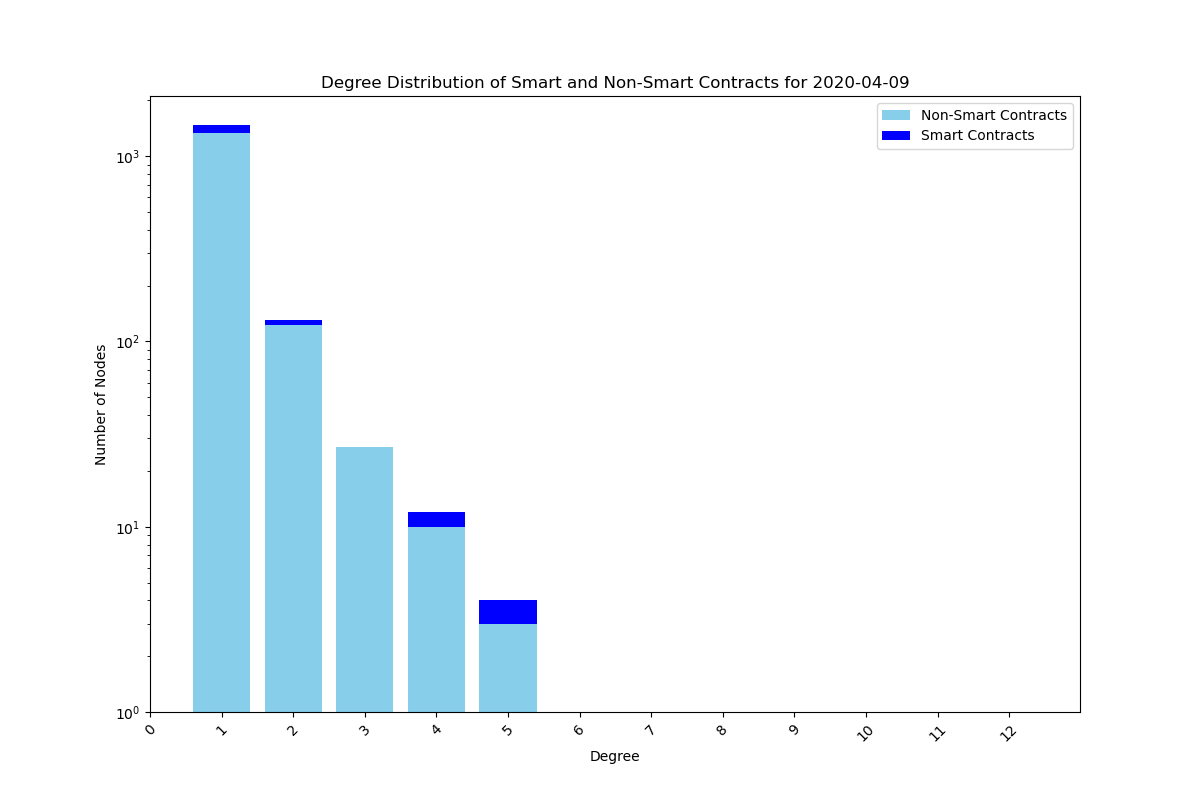 Degree Distribution of Smart and Non-Smart Contracts for 2020-04-09
Non-Smart Contracts
Smart Contracts
Number of Nodes
10³
10²
10¹
10⁰
0 1 2 3 4 5 6 7 8 9 10 11 12
Degree